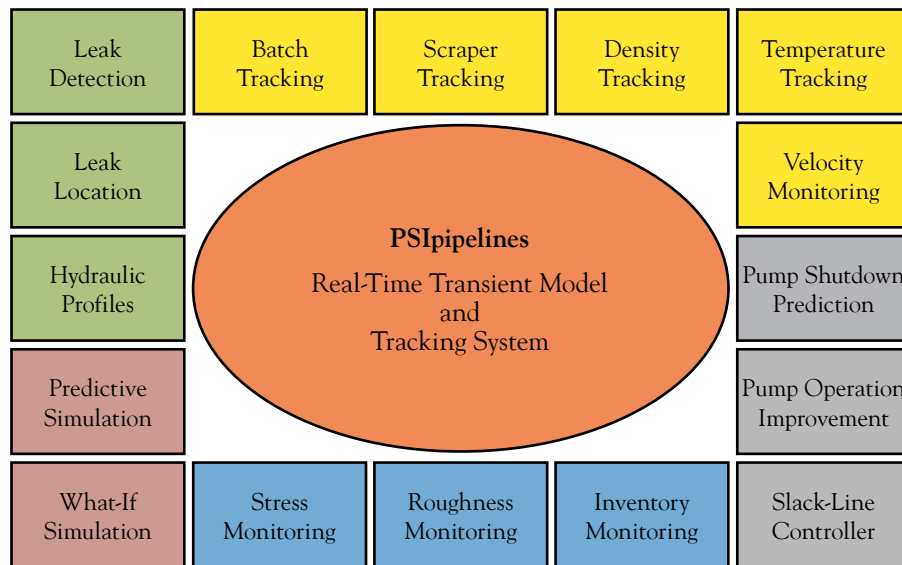 Leak
Detection
Batch
Tracking
Scraper
Tracking
Density
Tracking
Temperature
Tracking
Leak
Location
Velocity
Monitoring
PSIpipelines
Real-Time Transient Model
and
Tracking System
Hydraulic
Profiles
Pump Shutdown
Prediction
Predictive
Simulation
Pump Operation
Improvement
What-If
Simulation
Stress
Monitoring
Roughness
Monitoring
Inventory
Monitoring
Slack-Line
Controller